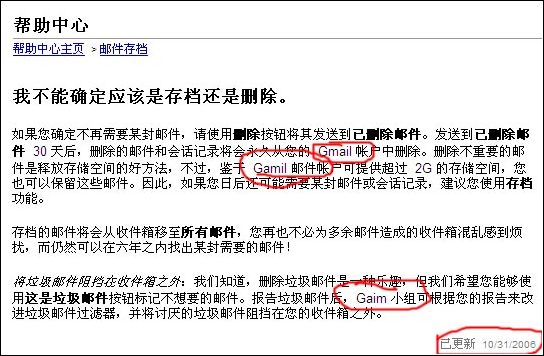 帮助中心
帮助中心主页 > 邮件存档
我不能确定应该是存档还是删除。
如果您确定不再需要某封邮件，请使用删除按钮将其发送到已删除邮件。发送到已删除邮
件 30 天后，删除的邮件和会话记录将会永久从您的 Gmail 帐户中删除。删除不重要的邮
件是释放存储空间的好方法，不过，鉴于 Gamil 邮件帐户可提供超过 2G 的存储空间，您
也可以保留这些邮件。因此，如果您日后还可能需要某封邮件或会话记录，建议您使用存档
功能。
存档的邮件将会从收件箱移至所有邮件，您再也不必为多余邮件造成的收件箱混乱感到烦
扰，而仍然可以在六年之内找出某封需要的邮件！
将垃圾邮件阻挡在收件箱之外：我们知道，删除垃圾邮件是一种乐趣，但我们希望您能够使
用这是垃圾邮件按钮标记不想要的邮件。报告垃圾邮件后，Gaim 小组可根据您的报告来改
进垃圾邮件过滤器，并将讨厌的垃圾邮件阻挡在您的收件箱之外。
已更新 10/31/2006